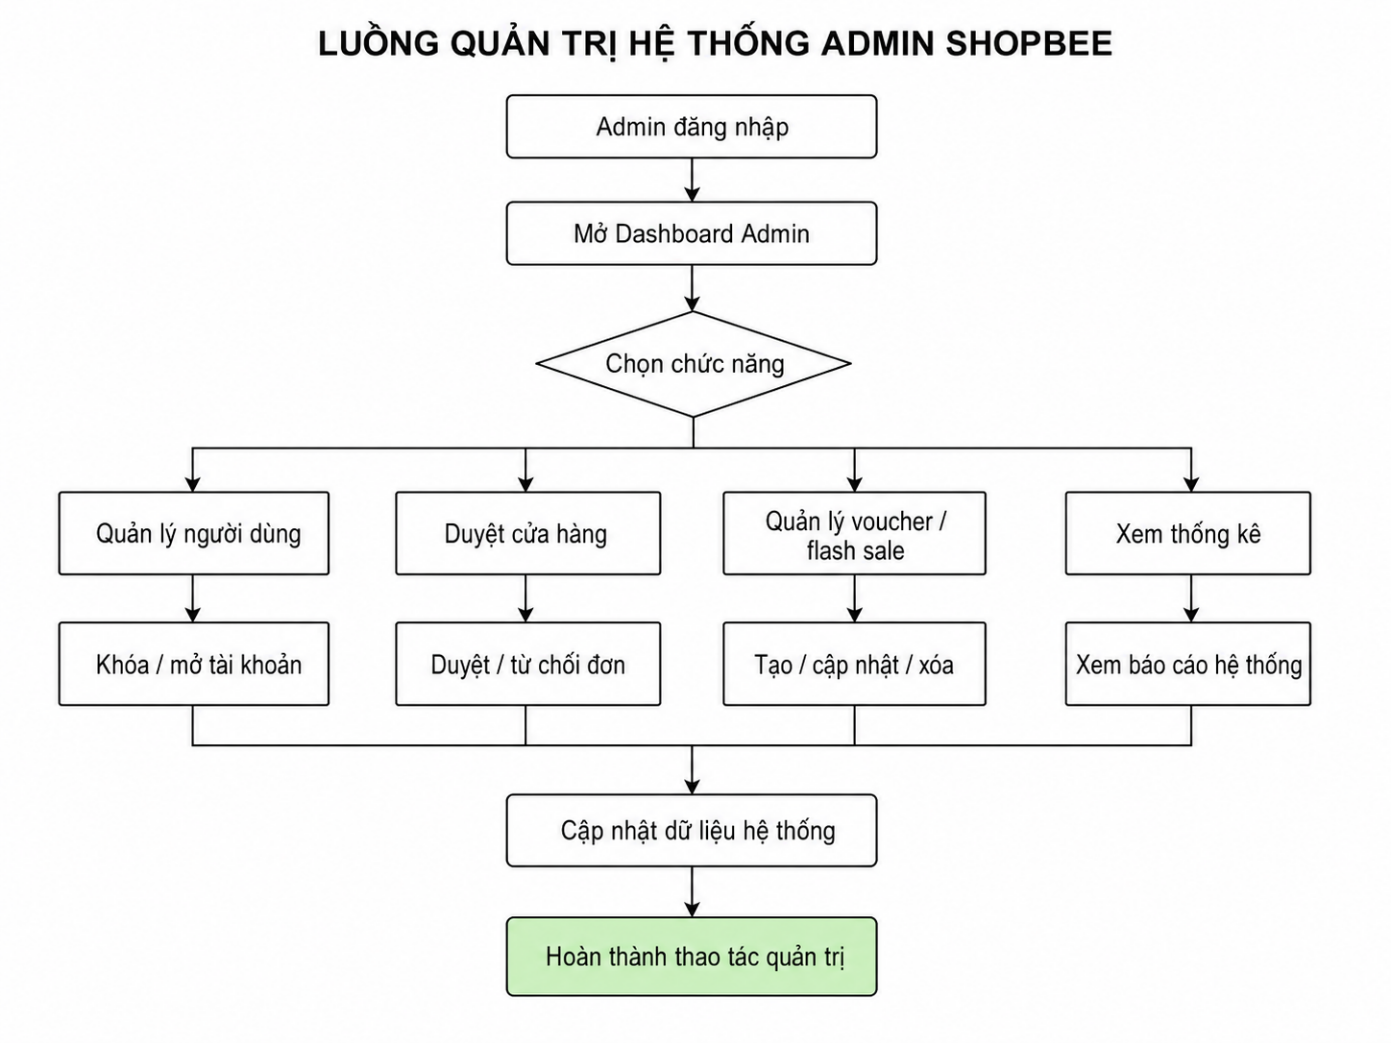 LUỒNG QUẢN TRỊ HỆ THỐNG ADMIN SHOPBEE
Admin đăng nhập
Mở Dashboard Admin
Chọn chức năng
Quản lý người dùng
Duyệt cửa hàng
Quản lý voucher /
flash sale
Xem thống kê
Khóa / mở tài khoản
Duyệt / từ chối đơn
Tạo / cập nhật / xóa
Xem báo cáo hệ thống
Cập nhật dữ liệu hệ thống
Hoàn thành thao tác quản trị